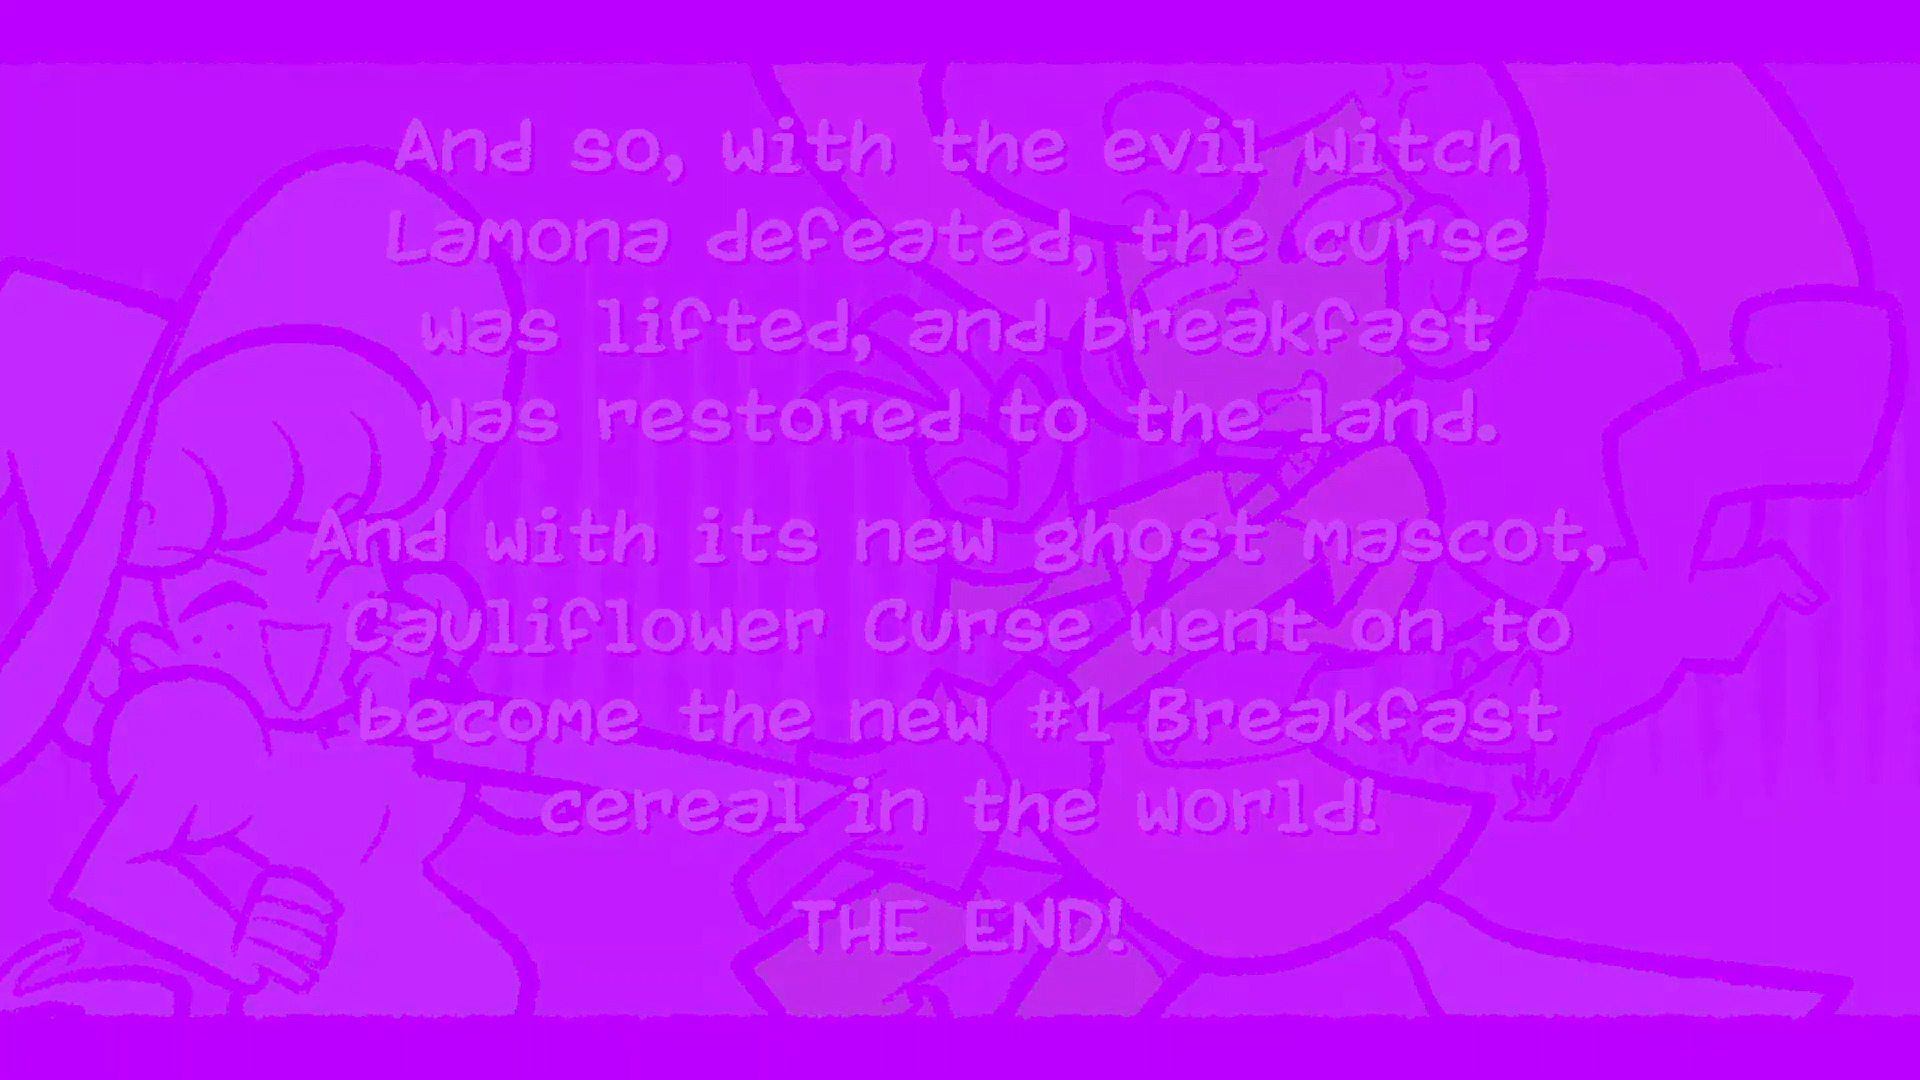 And so, with the evil witch
Lamona defeated, the curse
was lifted, and breakfast
was restored to the land.
And with its new ghost mascot,
Cauliflower Curse went on to
become the new #1 Breakfast
cereal in the world!
THE END!